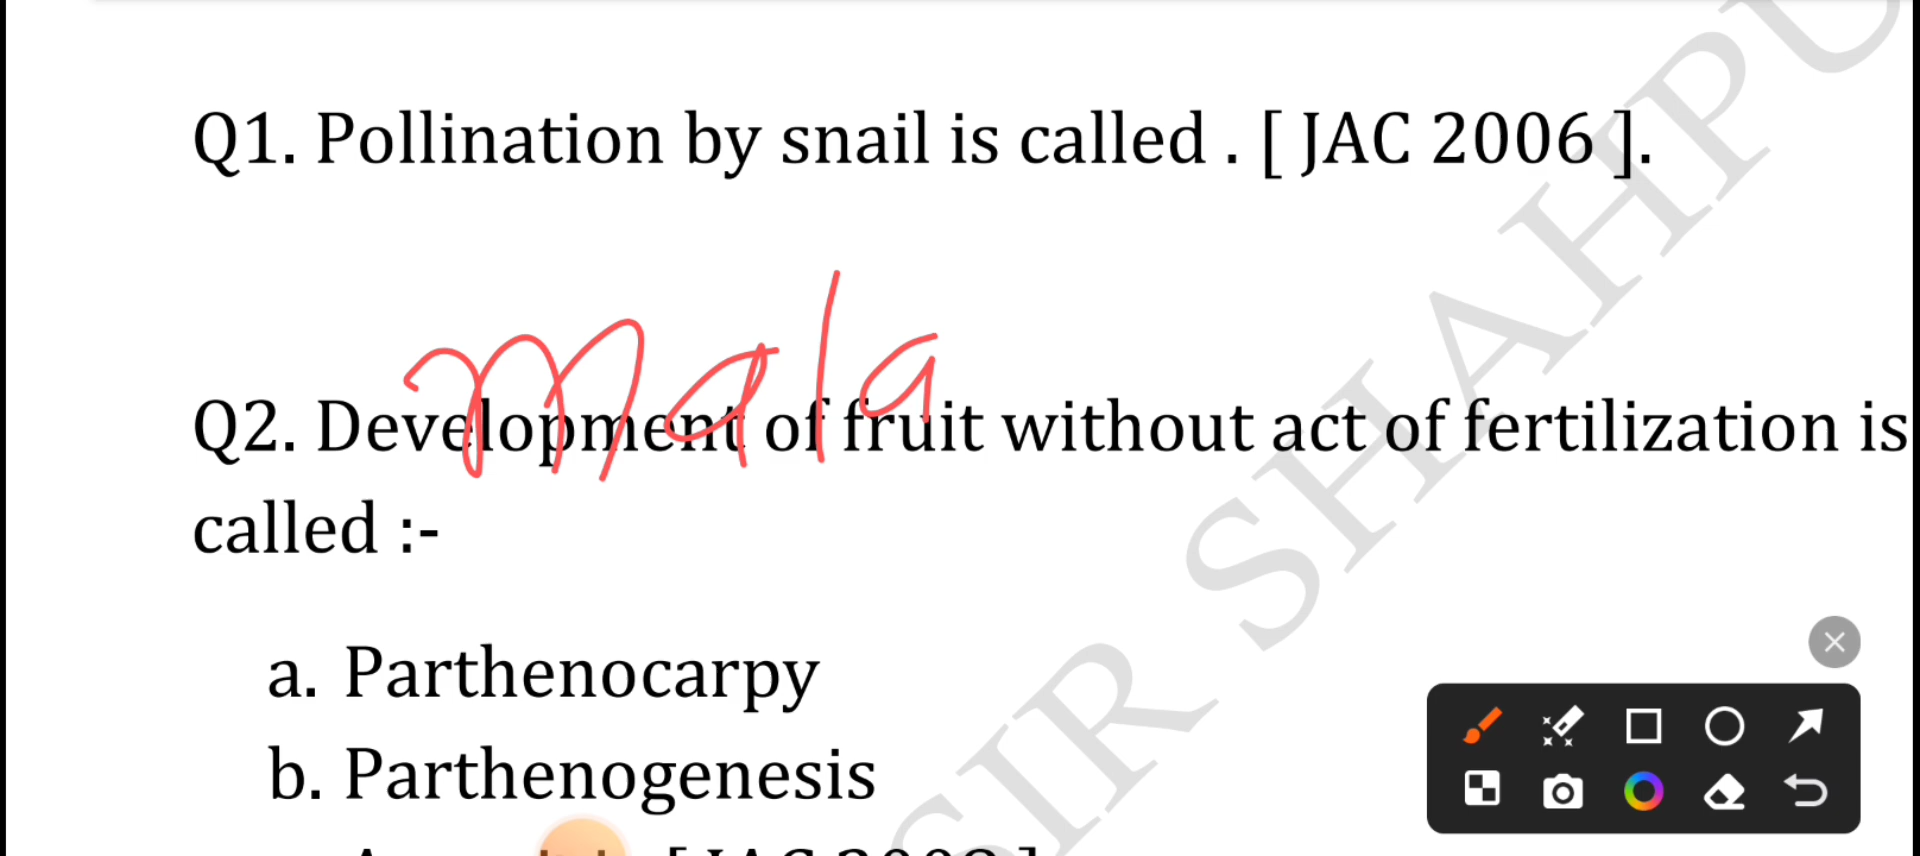 Q1. Pollination by snail is called . [ JAC 2006 ].
mala
Q2. Development of fruit without act of fertilization is
called :-
a. Parthenocarpy
b. Parthenogenesis
SIR SHAHPU